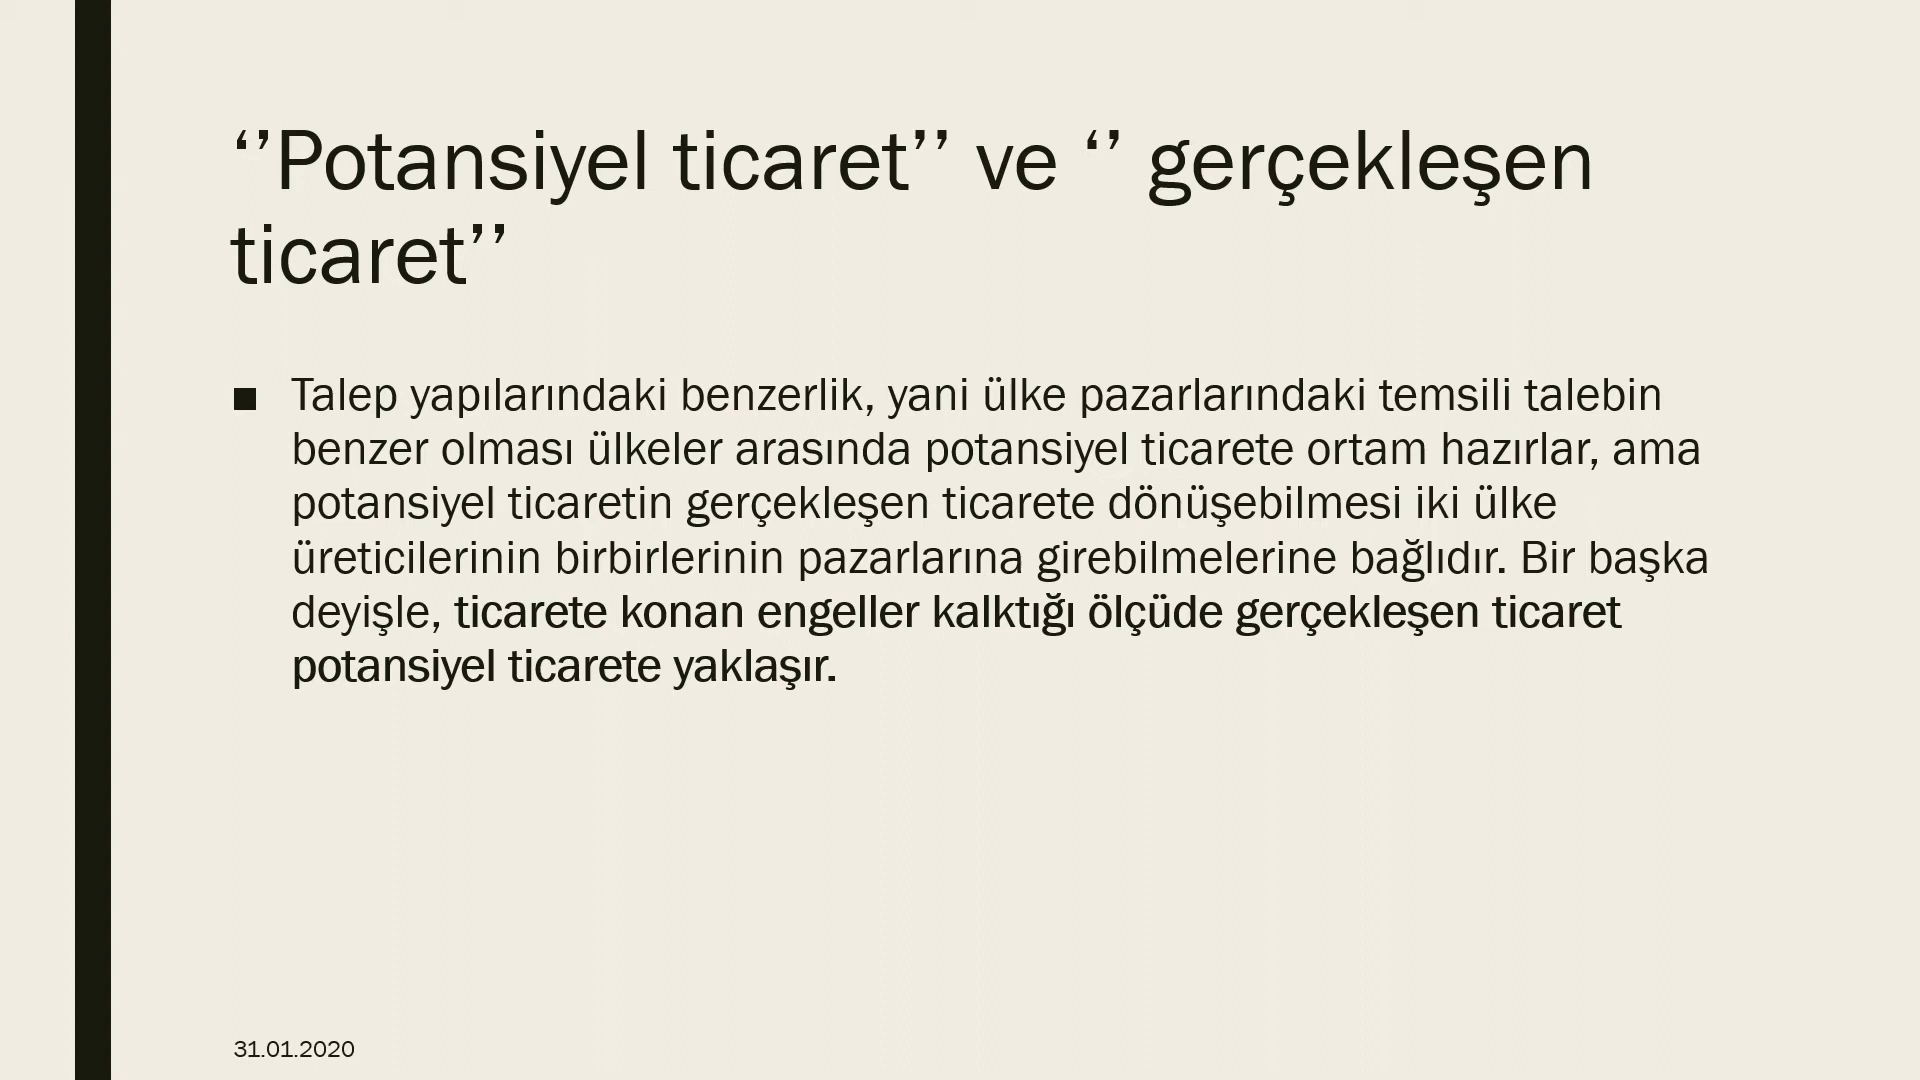 ‘’Potansiyel ticaret’’ ve ‘’ gerçekleşen
ticaret’’
■ Talep yapılarındaki benzerlik, yani ülke pazarlarındaki temsili talebin
benzer olması ülkeler arasında potansiyel ticarete ortam hazırlar, ama
potansiyel ticaretin gerçekleşen ticarete dönüşebilmesi iki ülke
üreticilerinin birbirlerinin pazarlarına girebilmelerine bağlıdır. Bir başka
deyişle, ticarete konan engeller kalktığı ölçüde gerçekleşen ticaret
potansiyel ticarete yaklaşır.
31.01.2020